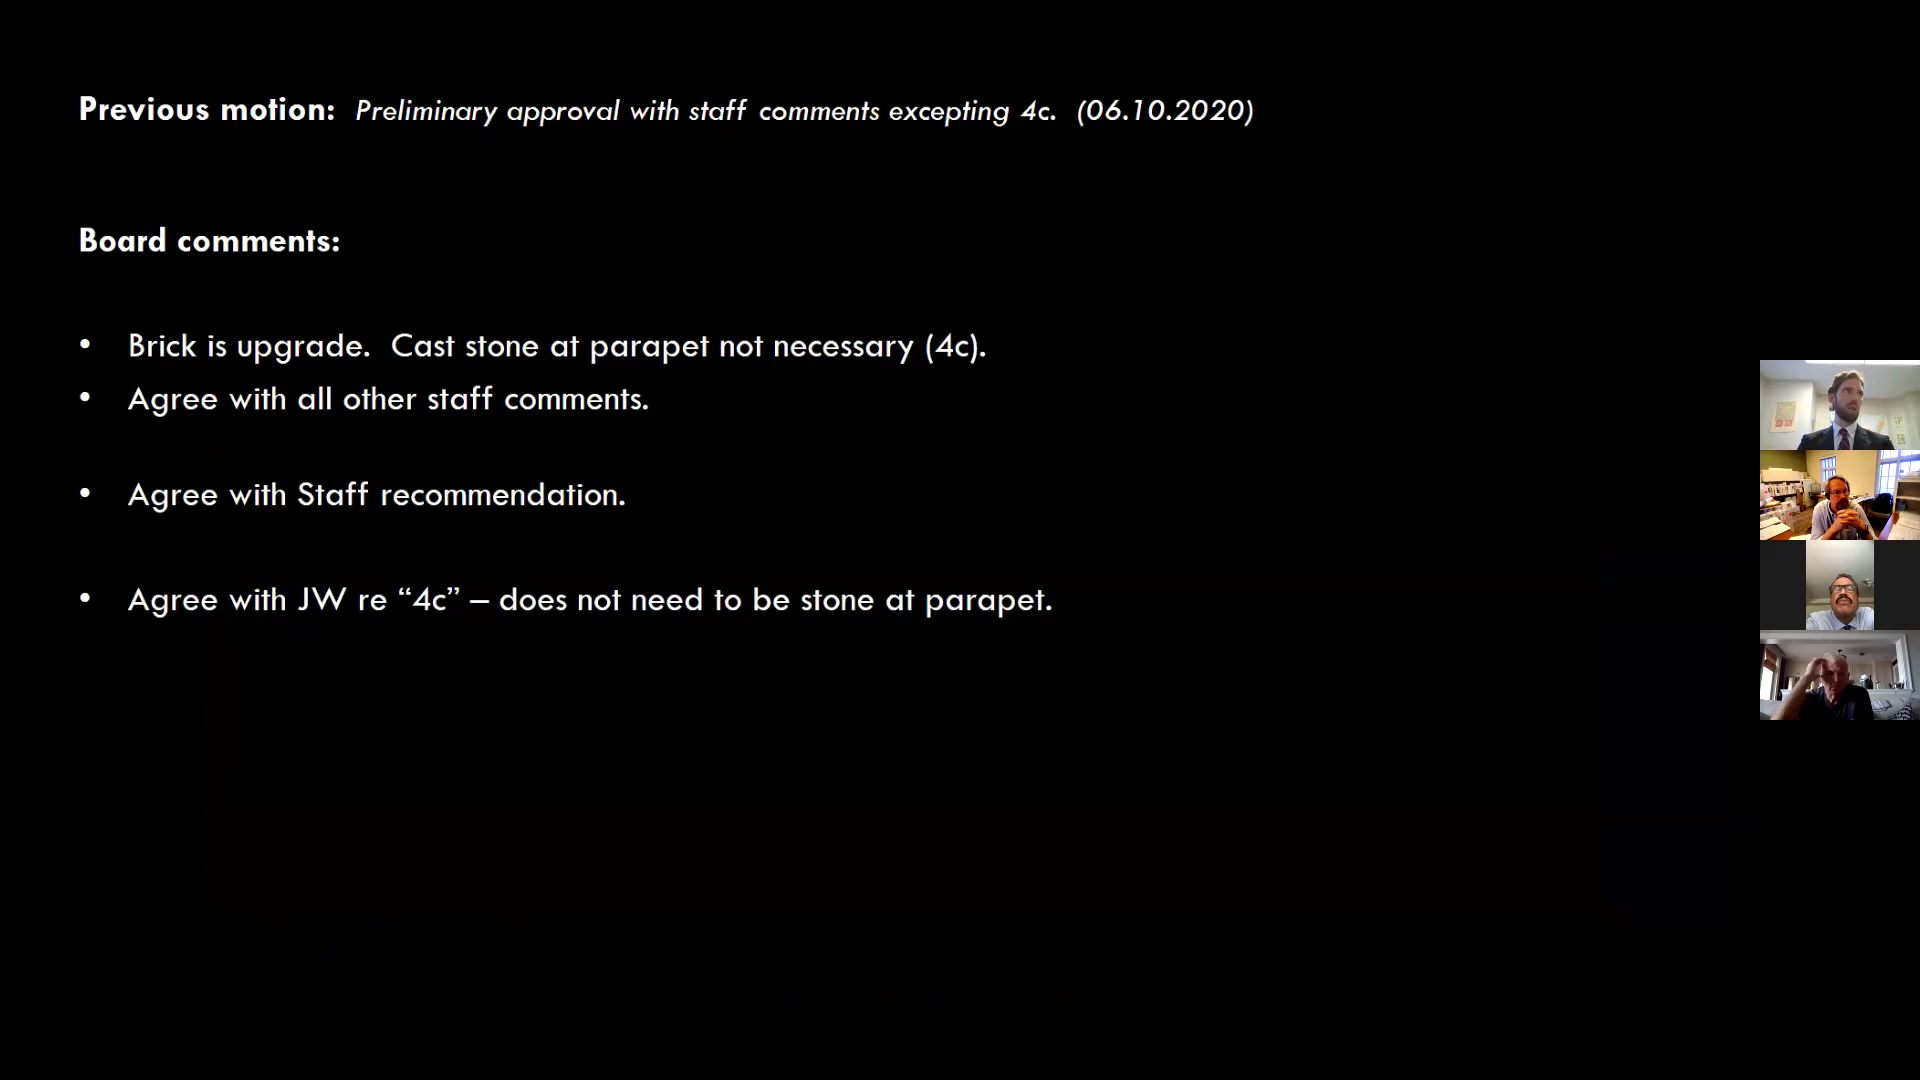 Previous motion: Preliminary approval with staff comments excepting 4c. (06.10.2020)
Board comments:
• Brick is upgrade. Cast stone at parapet not necessary (4c).
• Agree with all other staff comments.
• Agree with Staff recommendation.
• Agree with JW re “4c” – does not need to be stone at parapet.